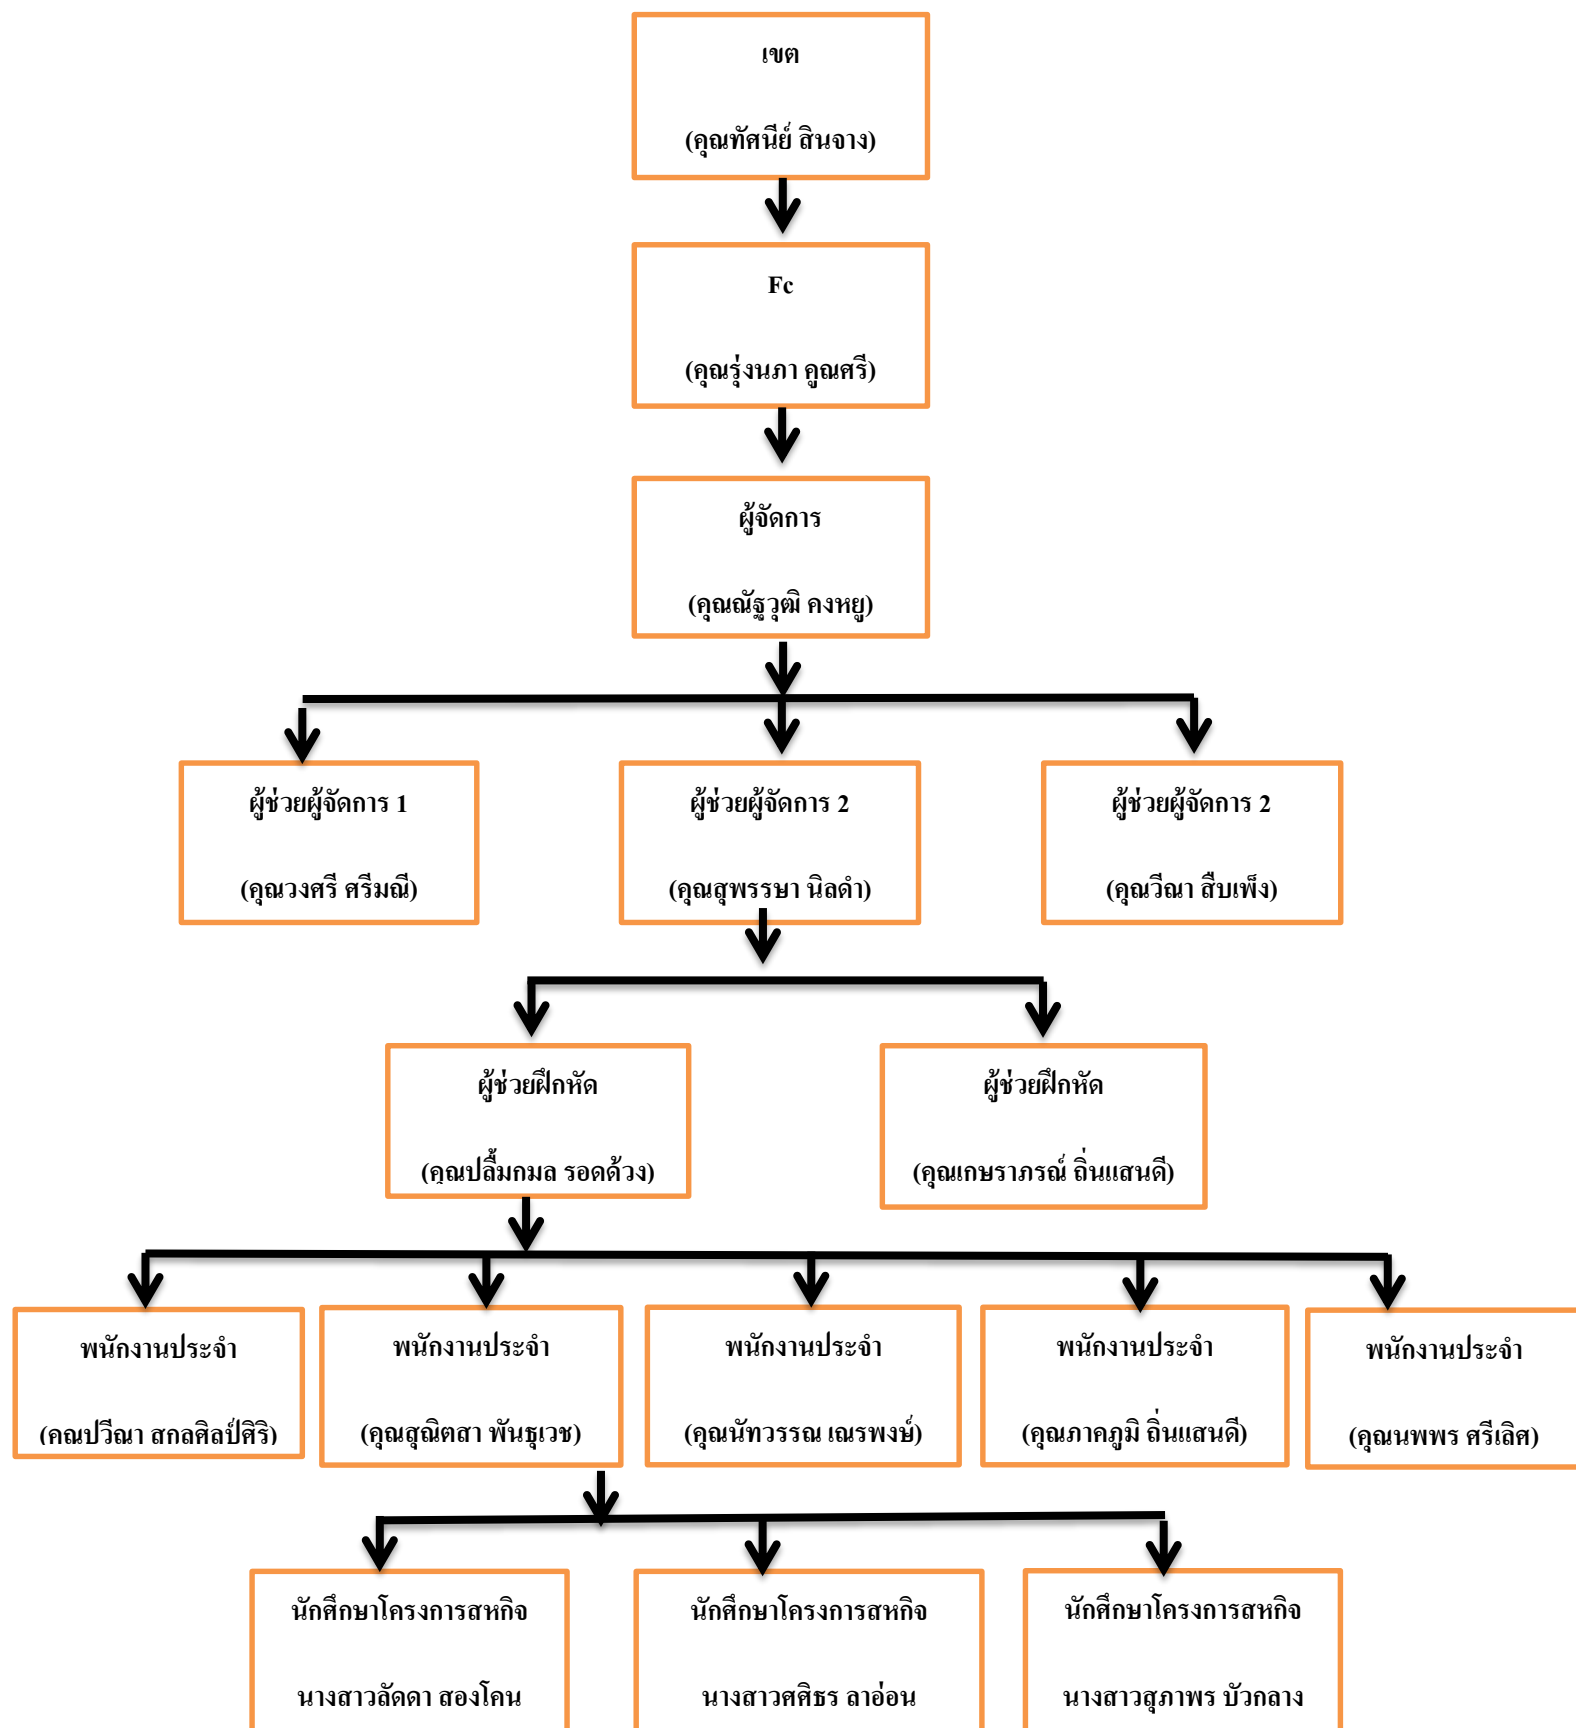 เขต
(คุณทัศนีย์ สินจาง)
Fc
(คุณรุ่งนภา คูณศรี)
ผู้จัดการ
(คุณณัฐวุฒิ คงหยู)
ผู้ช่วยผู้จัดการ 1
(คุณวงศรี ศรีมณี)
ผู้ช่วยผู้จัดการ 2
(คุณสุพรรษา นิลดำ)
ผู้ช่วยผู้จัดการ 2
(คุณวีณา สืบเพ็ง)
ผู้ช่วยฝึกหัด
(คุณปลื้มกมล รอดด้วง)
ผู้ช่วยฝึกหัด
(คุณเกษราภรณ์ ถิ่นแสนดี)
พนักงานประจำ
(คุณปวีณา สกลศิลป์ศิริ)
พนักงานประจำ
(คุณสุณิตสา พันธุเวช)
พนักงานประจำ
(คุณนัทวรรณ เณรพงษ์)
พนักงานประจำ
(คุณภาคภูมิ ถิ่นแสนดี)
พนักงานประจำ
(คุณนพพร ศรีเลิศ)
นักศึกษาโครงการสหกิจ
นางสาวลัดดา สองโคน
นักศึกษาโครงการสหกิจ
นางสาวศศิธร ลาอ่อน
นักศึกษาโครงการสหกิจ
นางสาวสุภาพร บัวกลาง